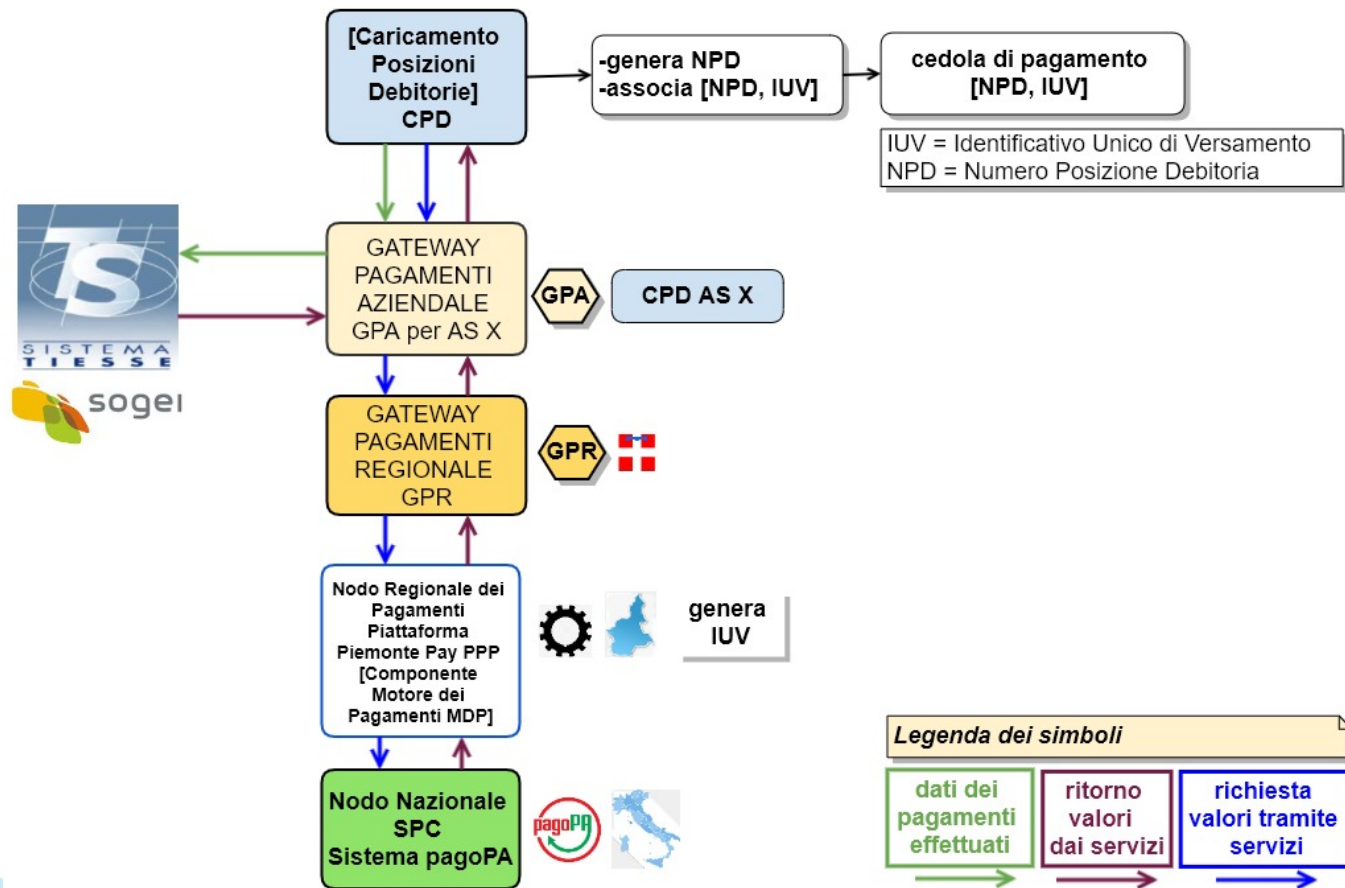 [Caricamento
Posizioni
Debitorie]
CPD
-genera NPD
-associa [NPD, IUV]
cedola di pagamento
[NPD, IUV]
IUV = Identificativo Unico di Versamento
NPD = Numero Posizione Debitoria
TS
SISTEMA
TIESSE
sogei
GATEWAY
PAGAMENTI
AZIENDALE
GPA per AS X
GPA
CPD AS X
GATEWAY
PAGAMENTI
REGIONALE
GPR
GPR
Nodo Regionale dei
Pagamenti
Piattaforma
Piemonte Pay PPP
[Componente
Motore dei
Pagamenti MDP]
genera
IUV
Nodo Nazionale
SPC
Sistema pagoPA
pagoPA
Legenda dei simboli
dati dei
pagamenti
effettuati
ritorno
valori
dai servizi
richiesta
valori tramite
servizi